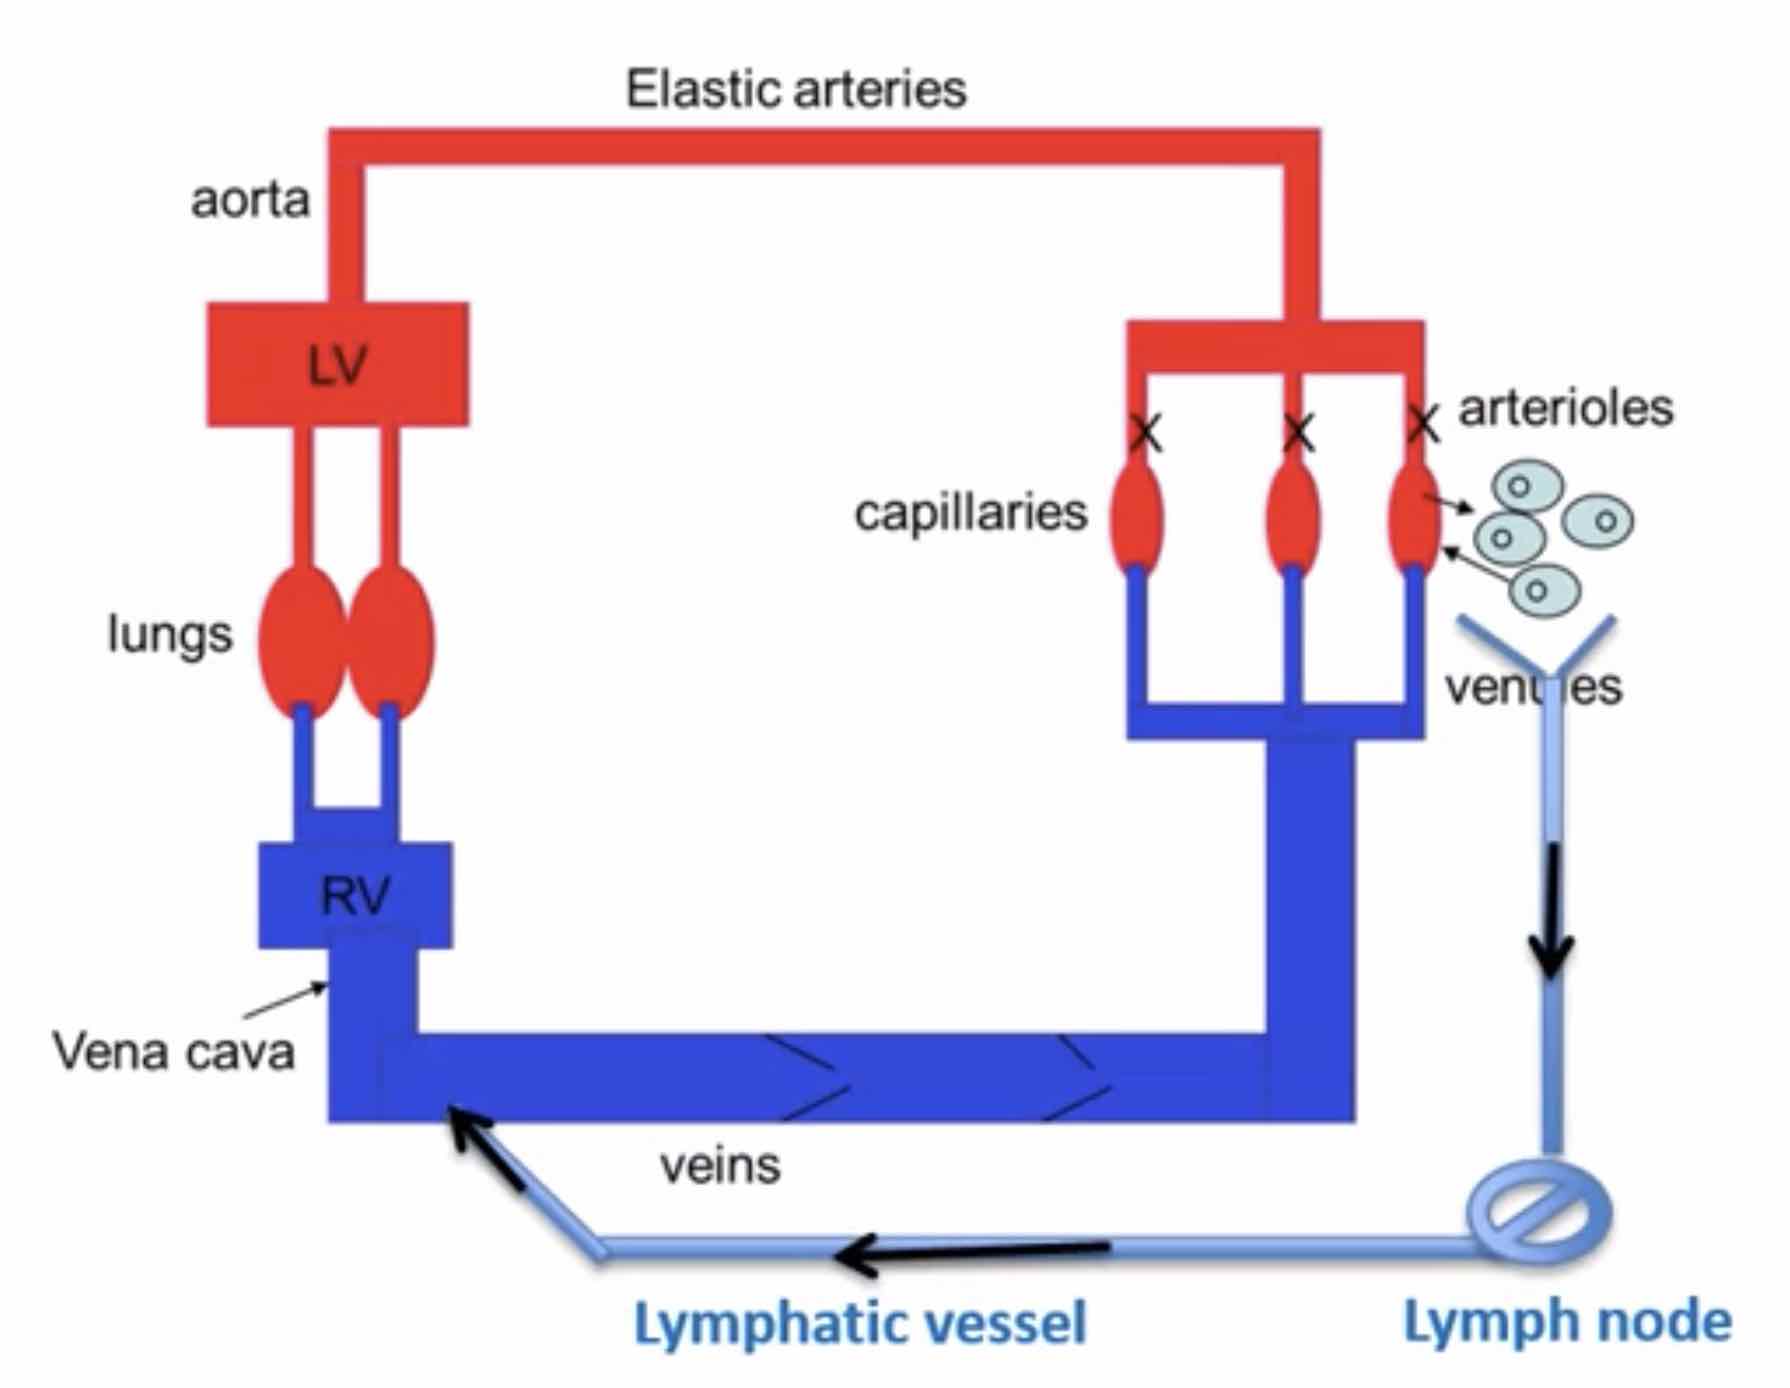 Elastic arteries
aorta
LV
X X X arterioles
capillaries
lungs
venules
RV
Vena cava
veins
Lymphatic vessel
Lymph node